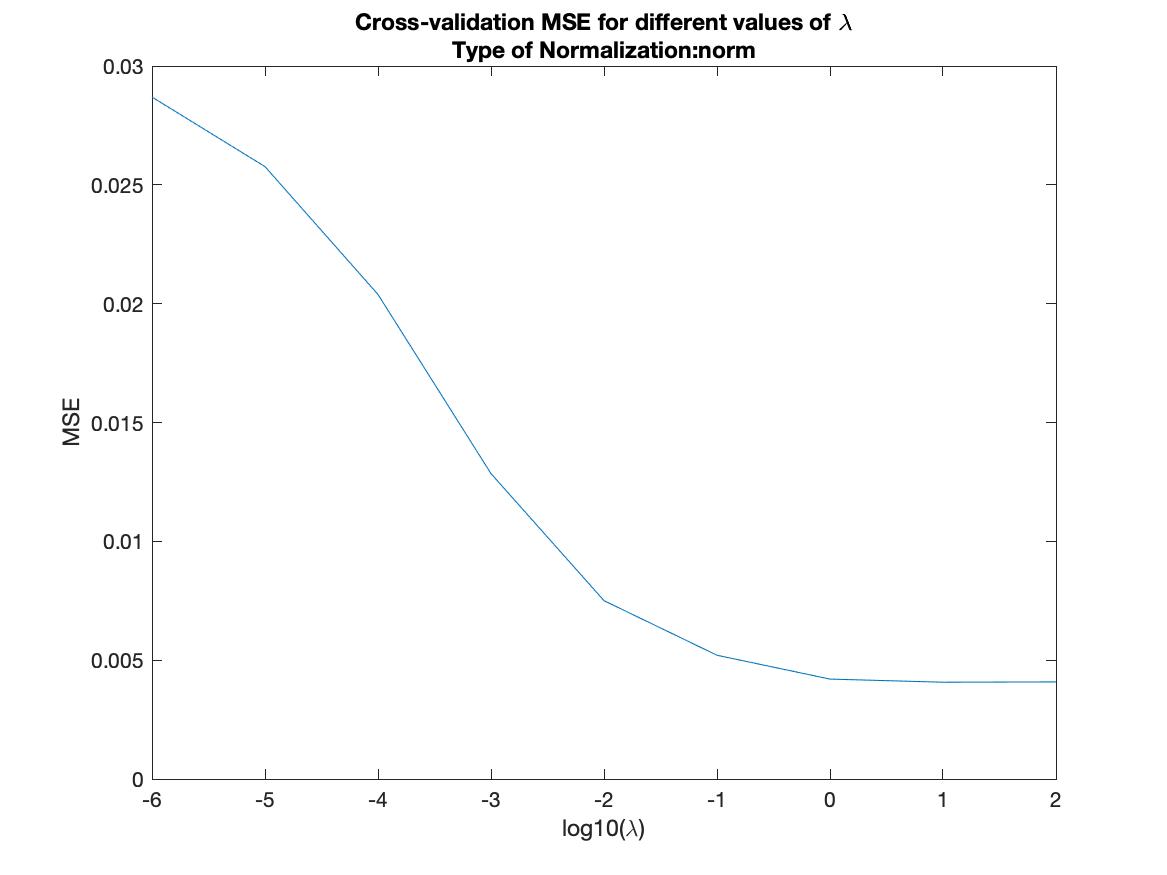 Cross-validation MSE for different values of λ
Type of Normalization:norm
0.03
0.025
0.02
0.015
0.01
0.005
0
MSE
-6 -5 -4 -3 -2 -1 0 1 2
log10(λ)